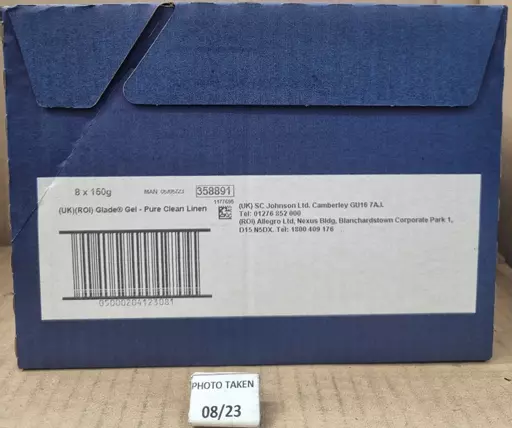 8 x 150g MAN 05/05/23 358891
1177696
(UK)(ROI) Glade® Gel - Pure Clean Linen
05000204123081
(UK) SC Johnson Ltd. Camberley GU16 7AJ.
Tel: 01276 852 000
(ROI) Allegro Ltd, Nexus Bldg, Blanchardstown Corporate Park 1,
D15 N5DX. Tel: 1800 409 176
PHOTO TAKEN
08/23